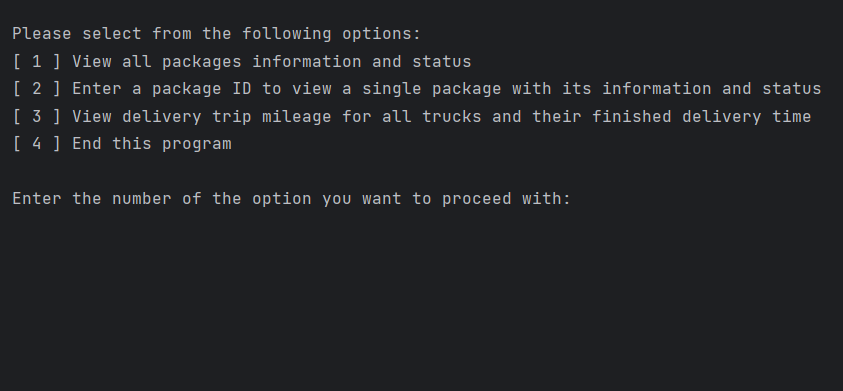 Please select from the following options:
[ 1 ] View all packages information and status
[ 2 ] Enter a package ID to view a single package with its information and status
[ 3 ] View delivery trip mileage for all trucks and their finished delivery time
[ 4 ] End this program
Enter the number of the option you want to proceed with: